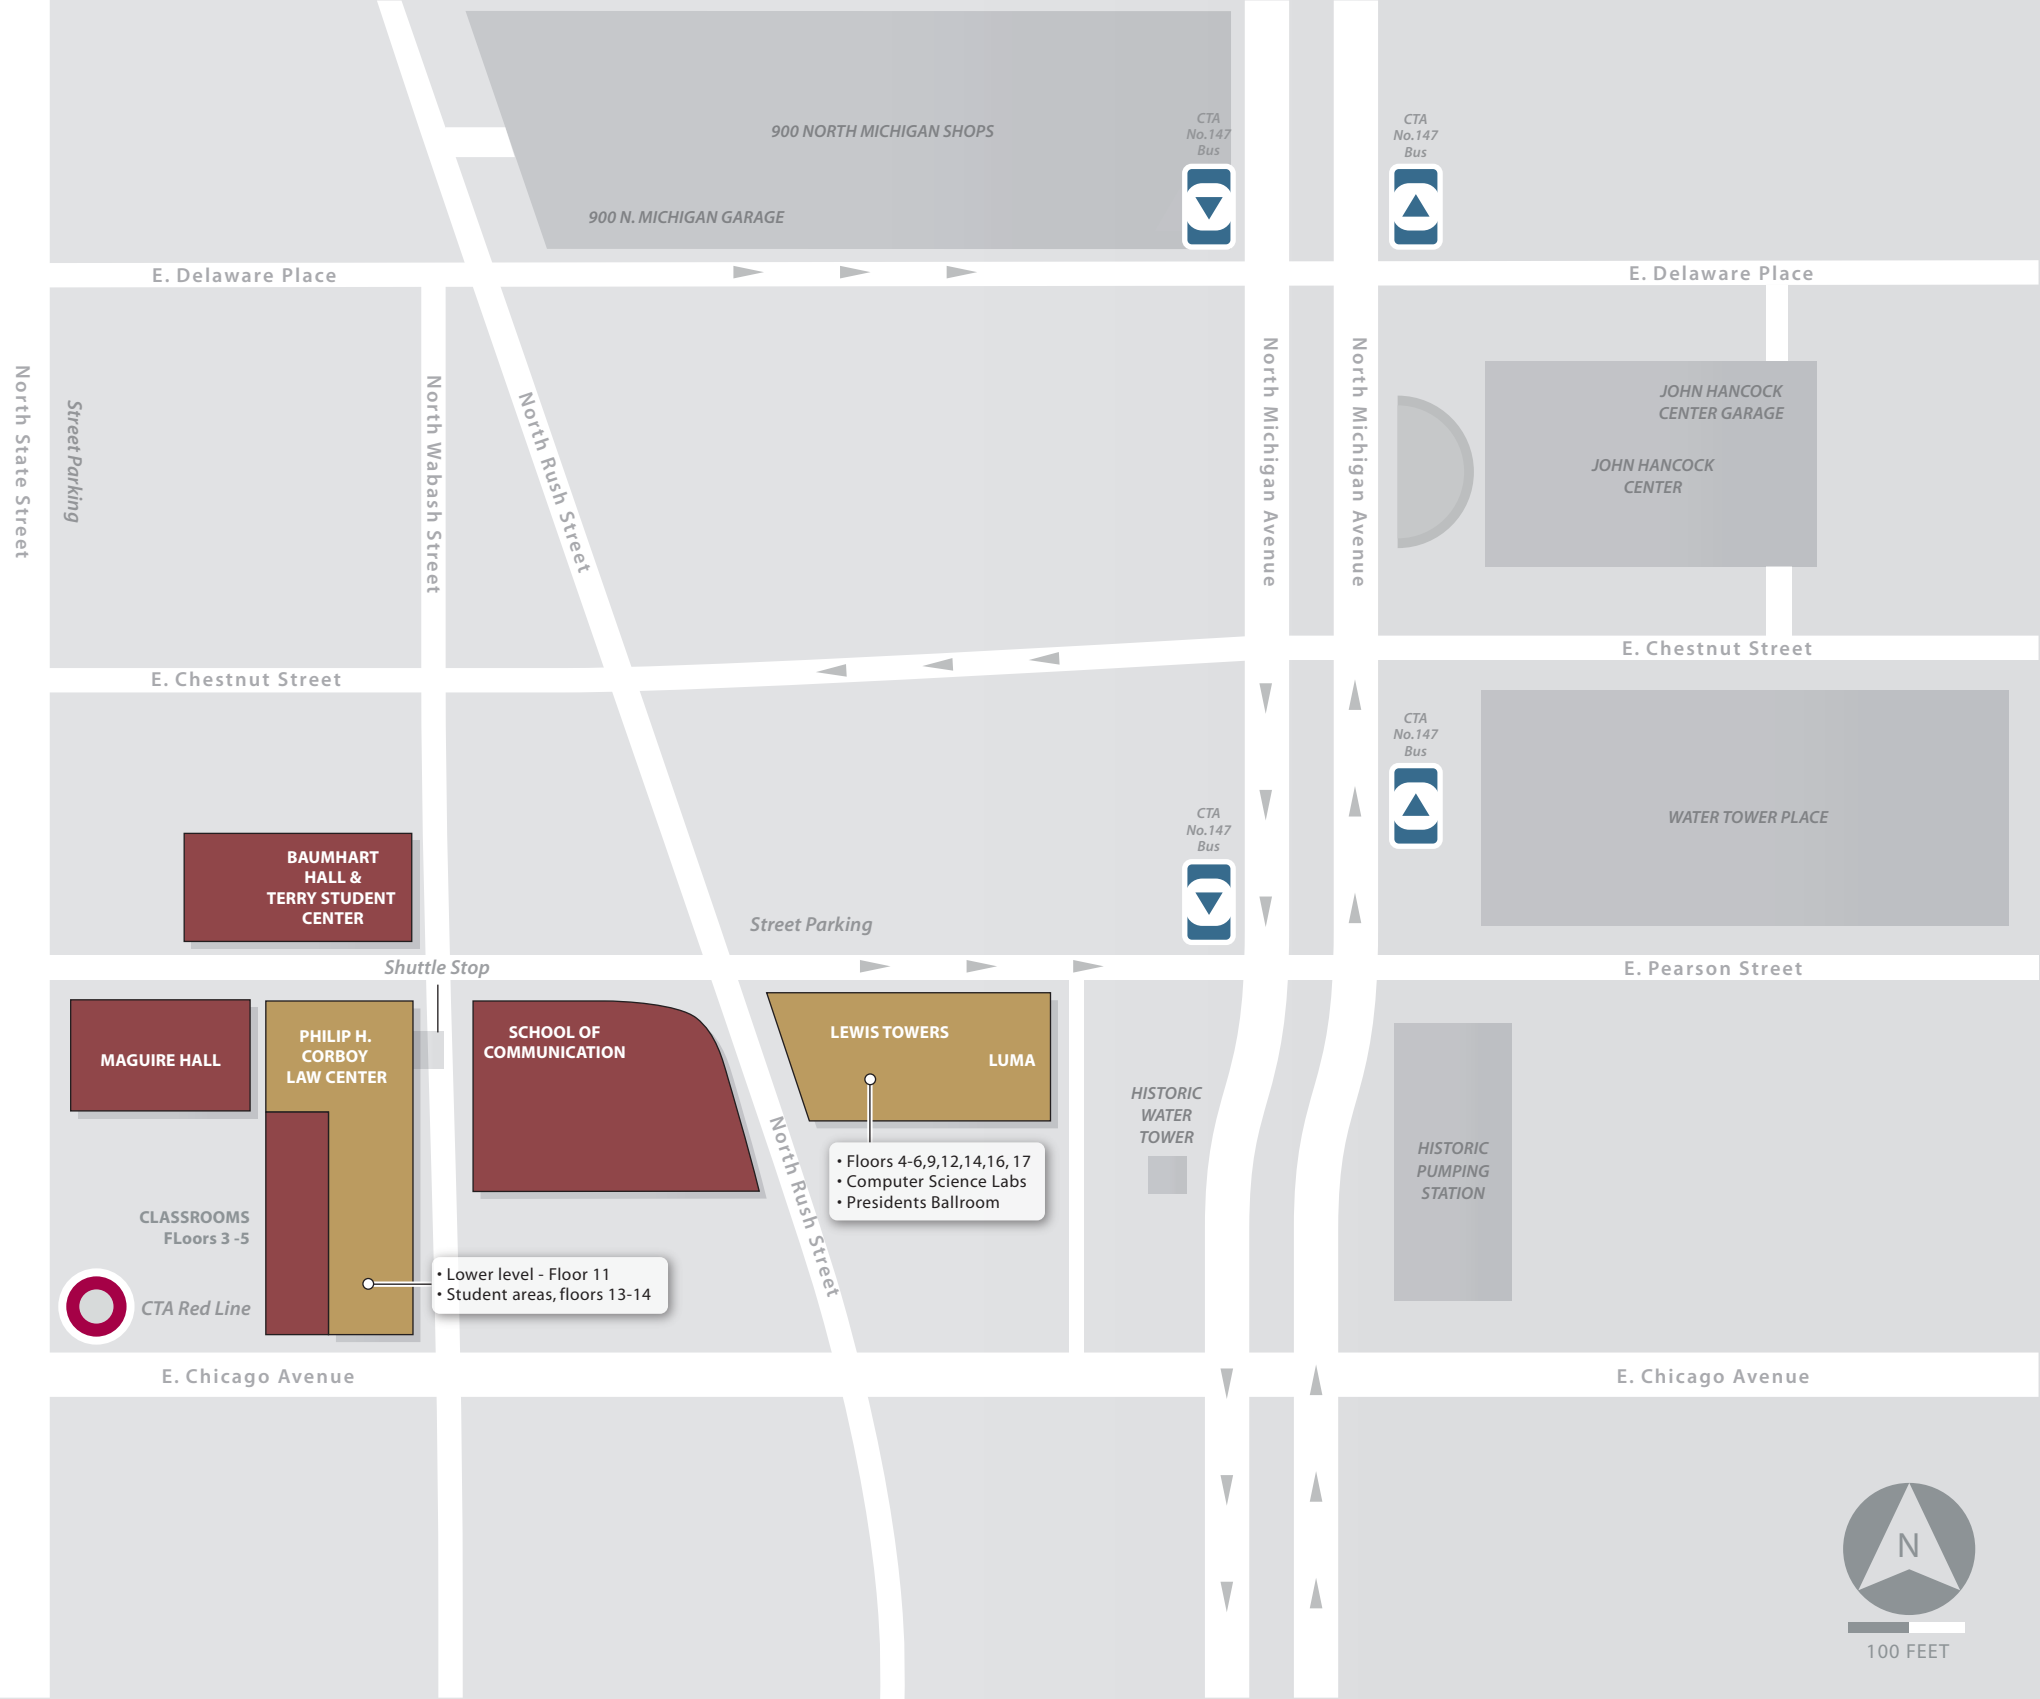 900 NORTH MICHIGAN SHOPS
CTA
No.147
Bus
CTA
No.147
Bus
900 N. MICHIGAN GARAGE
E. Delaware Place
E. Delaware Place
North State Street
Street Parking
North Wabash Street
North Rush Street
North Michigan Avenue
North Michigan Avenue
JOHN HANCOCK
CENTER GARAGE
JOHN HANCOCK
CENTER
E. Chestnut Street
E. Chestnut Street
CTA
No.147
Bus
WATER TOWER PLACE
CTA
No.147
Bus
BAUMHART
HALL &
TERRY STUDENT
CENTER
Street Parking
Shuttle Stop
E. Pearson Street
MAGUIRE HALL
PHILIP H.
CORBOY
LAW CENTER
SCHOOL OF
COMMUNICATION
LEWIS TOWERS
LUMA
HISTORIC
WATER
TOWER
HISTORIC
PUMPING
STATION
North Rush Street
• Floors 4-6,9,12,14,16, 17
• Computer Science Labs
• Presidents Ballroom
CLASSROOMS
FLoors 3 -5
• Lower level - Floor 11
• Student areas, floors 13-14
CTA Red Line
E. Chicago Avenue
E. Chicago Avenue
N
100 FEET